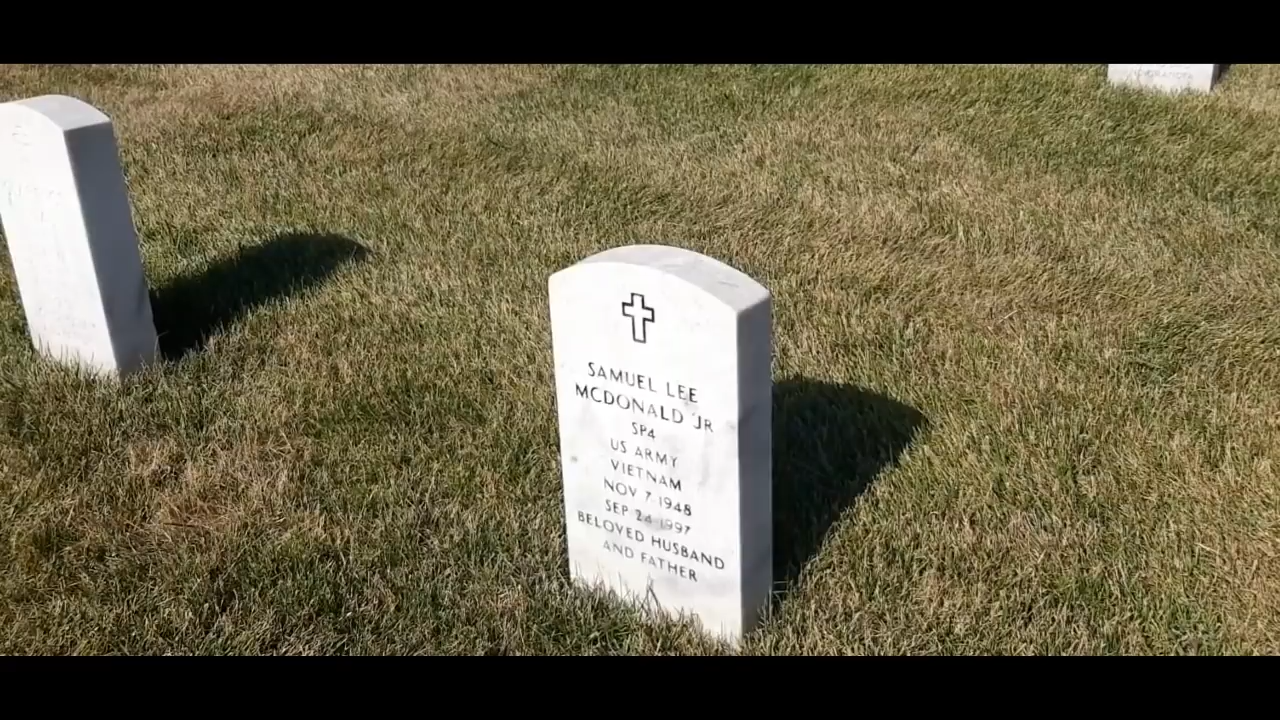 SAMUEL LEE
MCDONALD JR
SP4
US ARMY
VIETNAM
NOV 7 1948
SEP 24 1997
BELOVED HUSBAND
AND FATHER